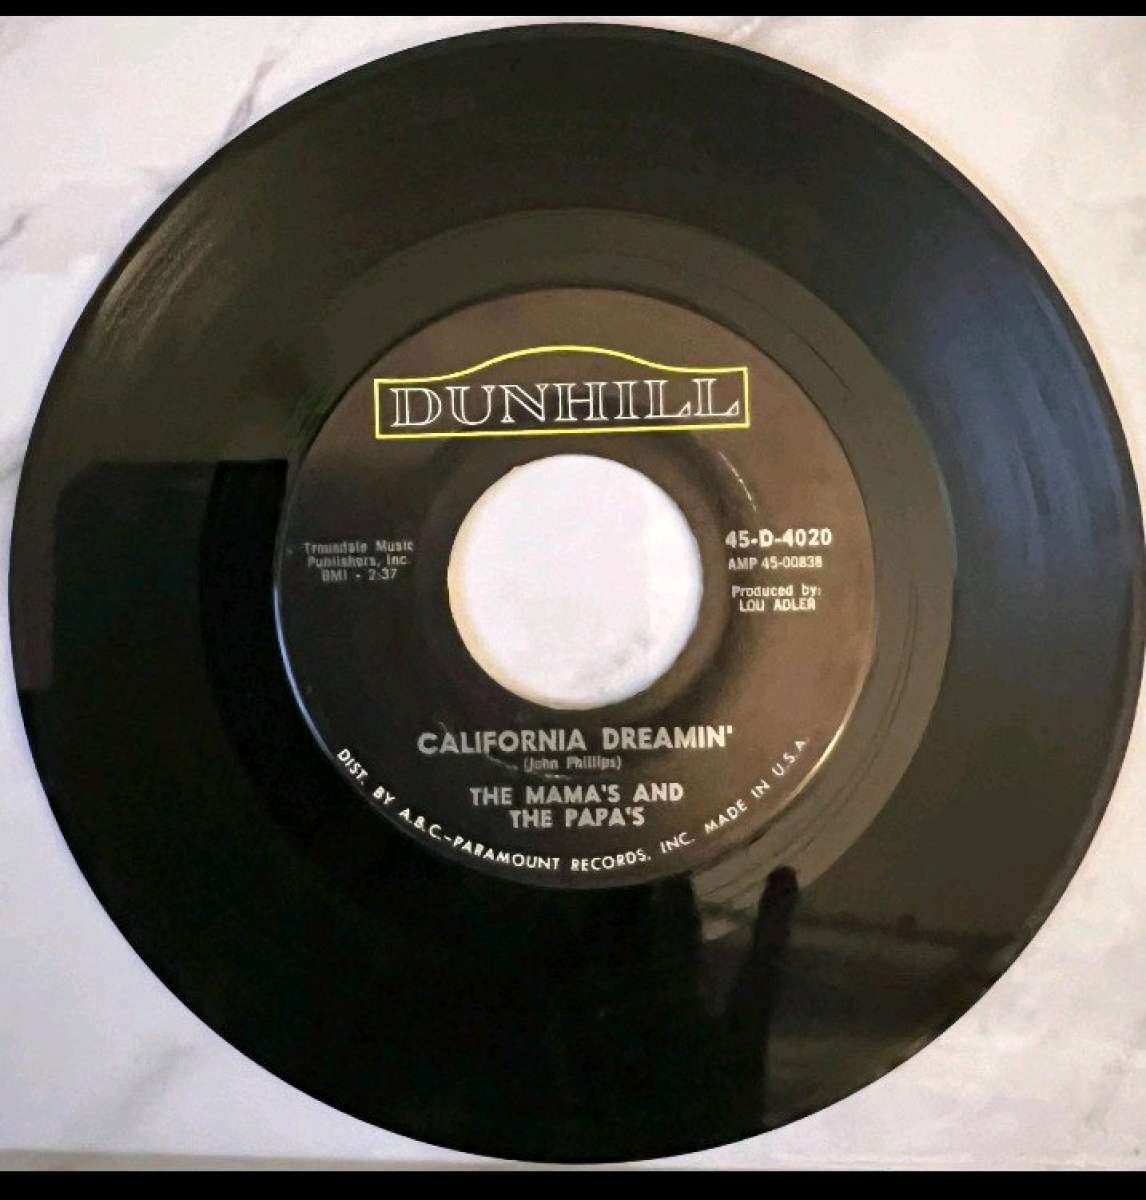 DUNHILL
Trousdale Music
Publishers, Inc.
BMI - 2:37
45-D-4020
AMP 45-00838
Produced by:
LOU ADLER
CALIFORNIA DREAMIN'
(John Phillips)
THE MAMA'S AND
THE PAPA'S
DIST. BY A.B.C.-PARAMOUNT RECORDS, INC. MADE IN U.S.A.